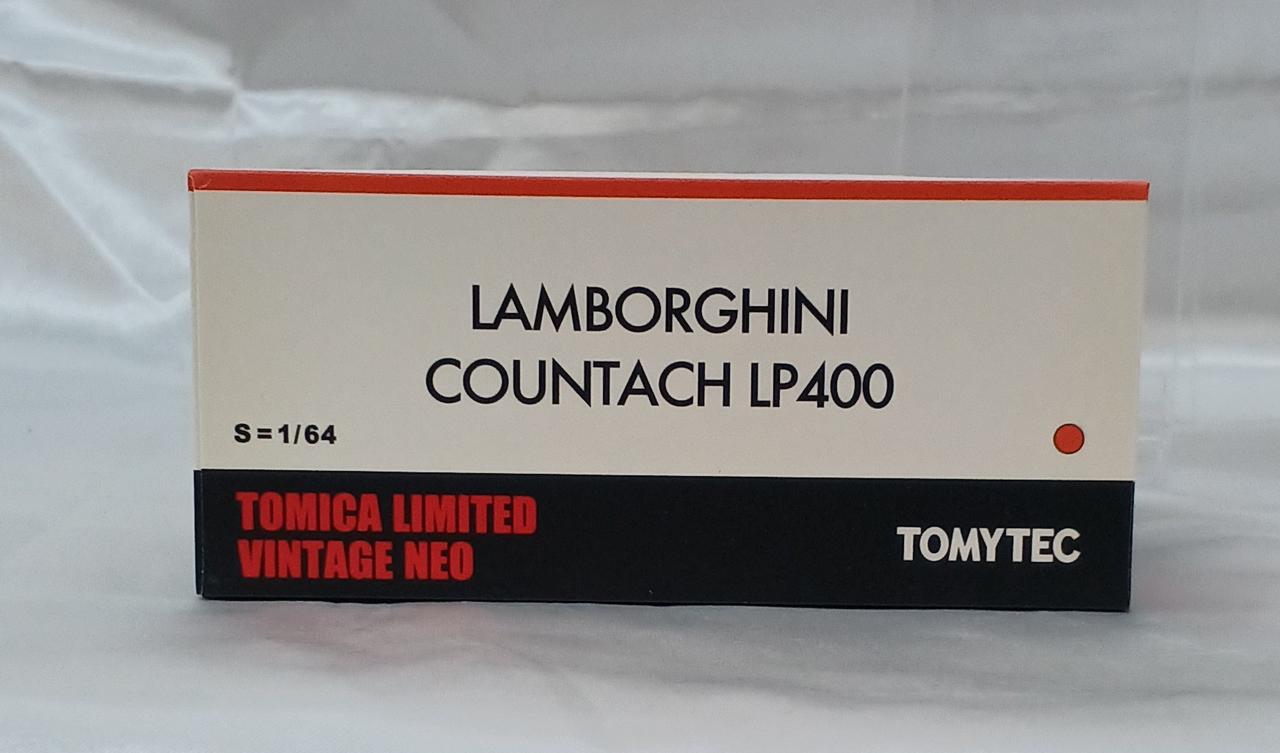 LAMBORGHINI
COUNTACH LP400
S=1/64
TOMICA LIMITED
VINTAGE NEO
TOMYTEC